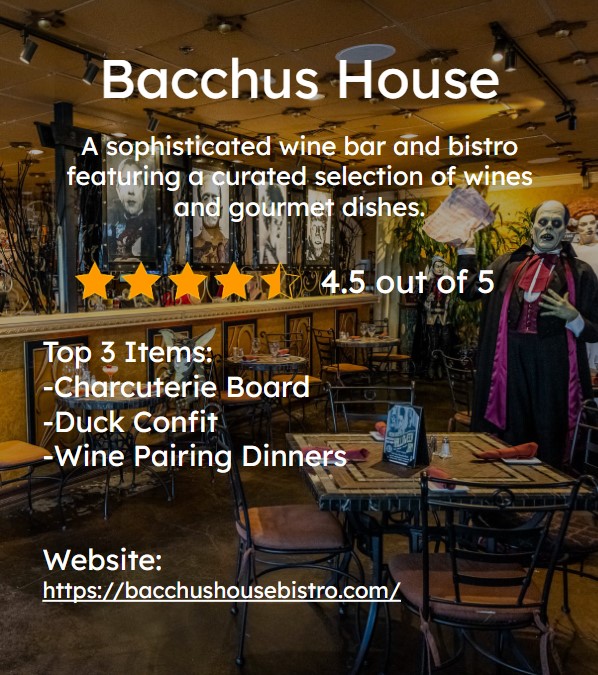 Bacchus House
A sophisticated wine bar and bistro
featuring a curated selection of wines
and gourmet dishes.
4.5 out of 5
Top 3 Items:
-Charcuterie Board
-Duck Confit
-Wine Pairing Dinners
Website:
https://bacchushousebistro.com/